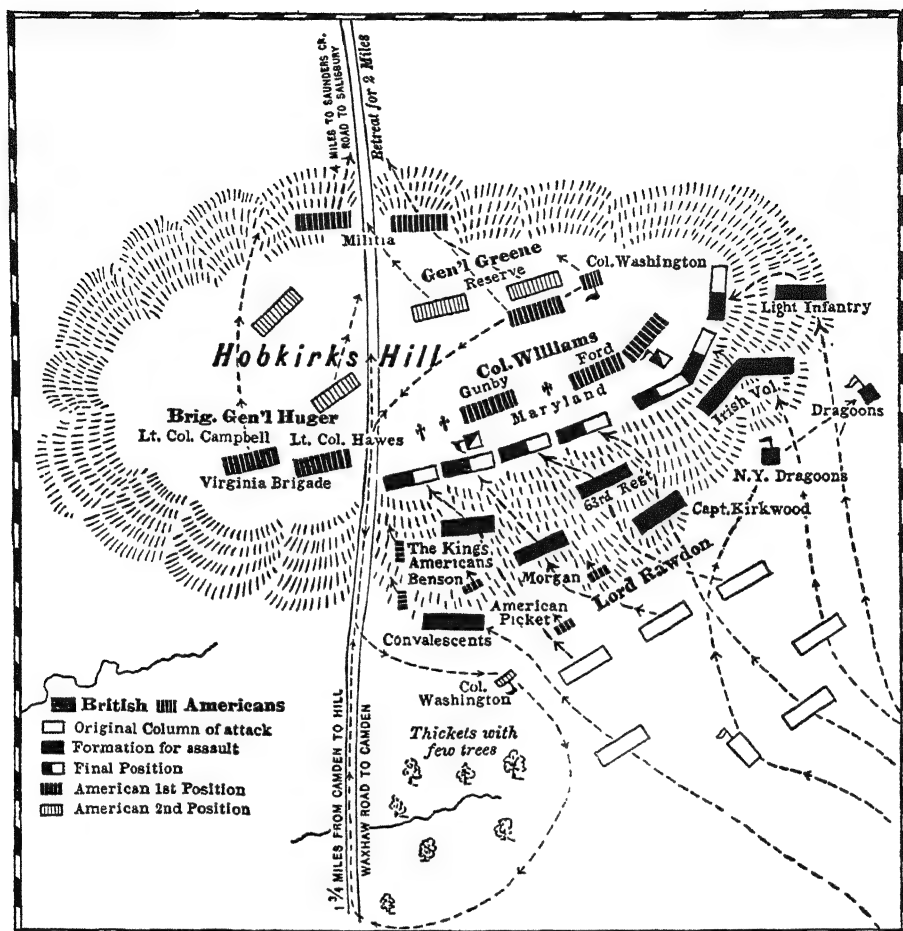 MILES TO SAUNDERS CR.
ROAD TO SALISBURY
Retreat for 2 Miles
Militia
Gen'l Greene
Reserve
Col. Washington
Light Infantry
Hobkirks Hill
Col. Williams
Ford
Gunby
Maryland
Irish Vol.
Dragoons
Brig. Gen'l Huger
Lt. Col. Campbell
Lt. Col. Hawes
Virginia Brigade
N.Y. Dragoons
63rd Regt
Capt. Kirkwood
The Kings
Americans
Benson
Morgan
Lord Rawdon
American
Picket
Convalescents
Col.
Washington
Thickets with
few trees
British Americans
Original Column of attack
Formation for assault
Final Position
American 1st Position
American 2nd Position
1 3/4 MILES FROM CAMDEN TO HILL
WAXHAW ROAD TO CAMDEN